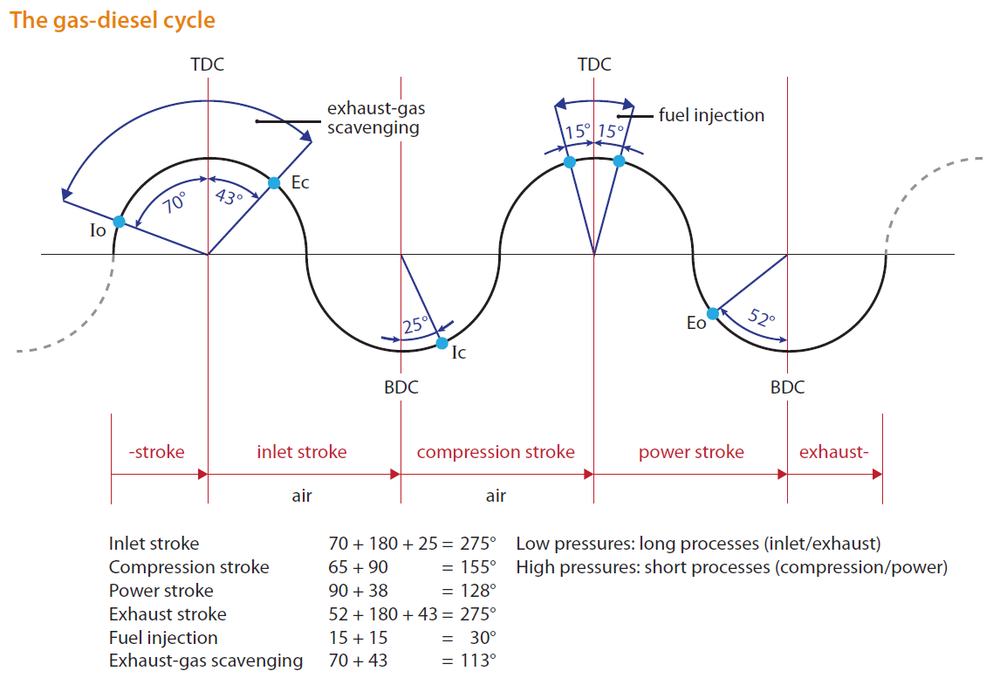 The gas-diesel cycle
TDC
TDC
exhaust-gas
scavenging
fuel injection
15° 15°
Ec
70°
43°
Io
25°
Ic
Eo
52°
BDC
BDC
-stroke
inlet stroke
compression stroke
power stroke
exhaust-
air
air
Inlet stroke 70 + 180 + 25 = 275° Low pressures: long processes (inlet/exhaust)
Compression stroke 65 + 90 = 155° High pressures: short processes (compression/power)
Power stroke 90 + 38 = 128°
Exhaust stroke 52 + 180 + 43 = 275°
Fuel injection 15 + 15 = 30°
Exhaust-gas scavenging 70 + 43 = 113°